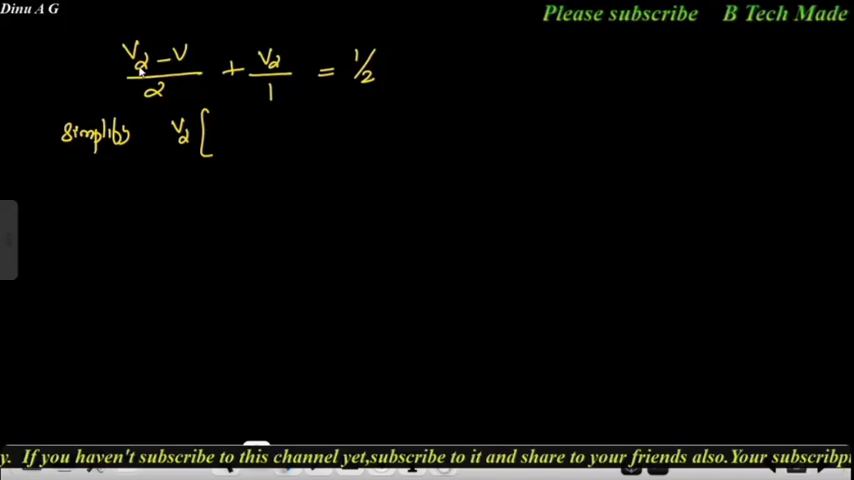 Dinu A G
Please subscribe B Tech Made
V2 - V / 2 + V2 / 1 = 1/2
Simplify V2 [
y. If you haven't subscribe to this channel yet,subscribe to it and share to your friends also.Your subscribp